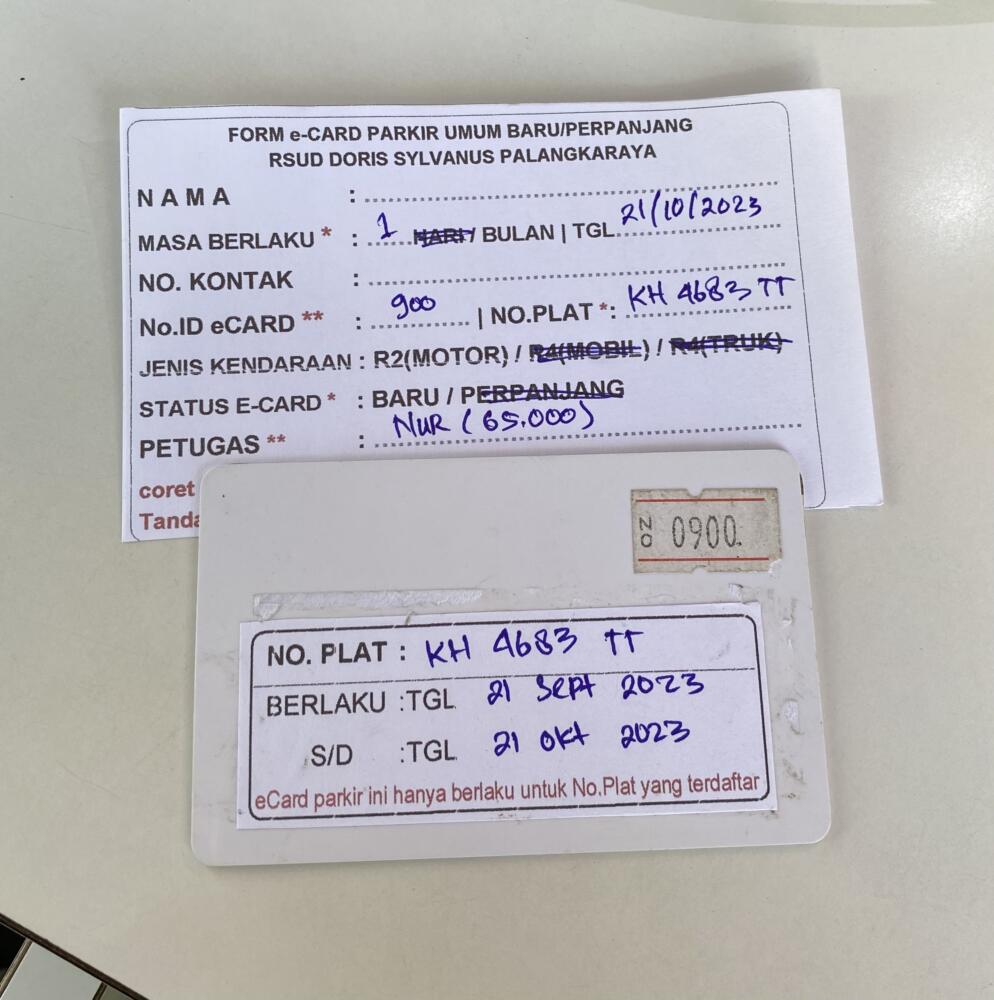 FORM e-CARD PARKIR UMUM BARU/PERPANJANG
RSUD DORIS SYLVANUS PALANGKARAYA
NAMA :
MASA BERLAKU * : 1 HARI / BULAN | TGL. 21/10/2023
NO. KONTAK :
No.ID eCARD ** : 900 | NO.PLAT *: KH 4683 TT
JENIS KENDARAAN : R2(MOTOR) / R4(MOBIL) / R4(TRUK)
STATUS E-CARD * : BARU / PERPANJANG
PETUGAS ** : NUR (65.000)
coret
Tanda
NO 0900.
NO. PLAT : KH 4683 TT
BERLAKU :TGL 21 Sept 2023
S/D :TGL 21 Okt 2023
eCard parkir ini hanya berlaku untuk No.Plat yang terdaftar